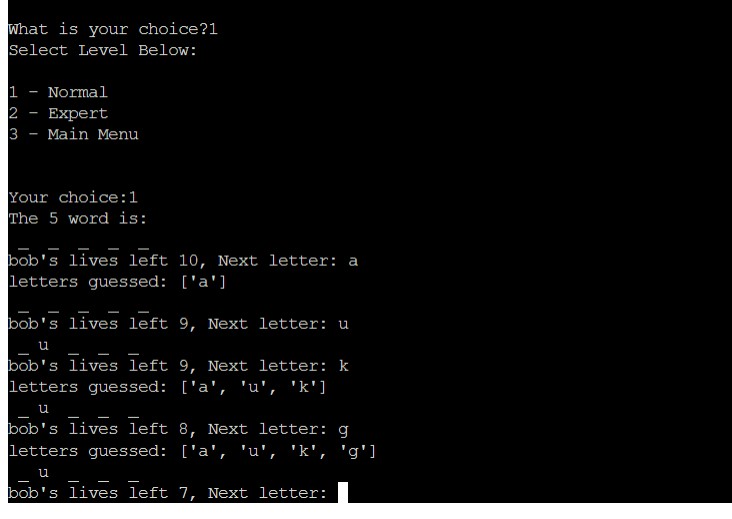 What is your choice?1
Select Level Below:
1 - Normal
2 - Expert
3 - Main Menu
Your choice:1
The 5 word is:
_ _ _ _ _
bob's lives left 10, Next letter: a
letters guessed: ['a']
_ _ _ _ _
bob's lives left 9, Next letter: u
_ u _ _ _
bob's lives left 9, Next letter: k
letters guessed: ['a', 'u', 'k']
_ u _ _ _
bob's lives left 8, Next letter: g
letters guessed: ['a', 'u', 'k', 'g']
_ u _ _ _
bob's lives left 7, Next letter: